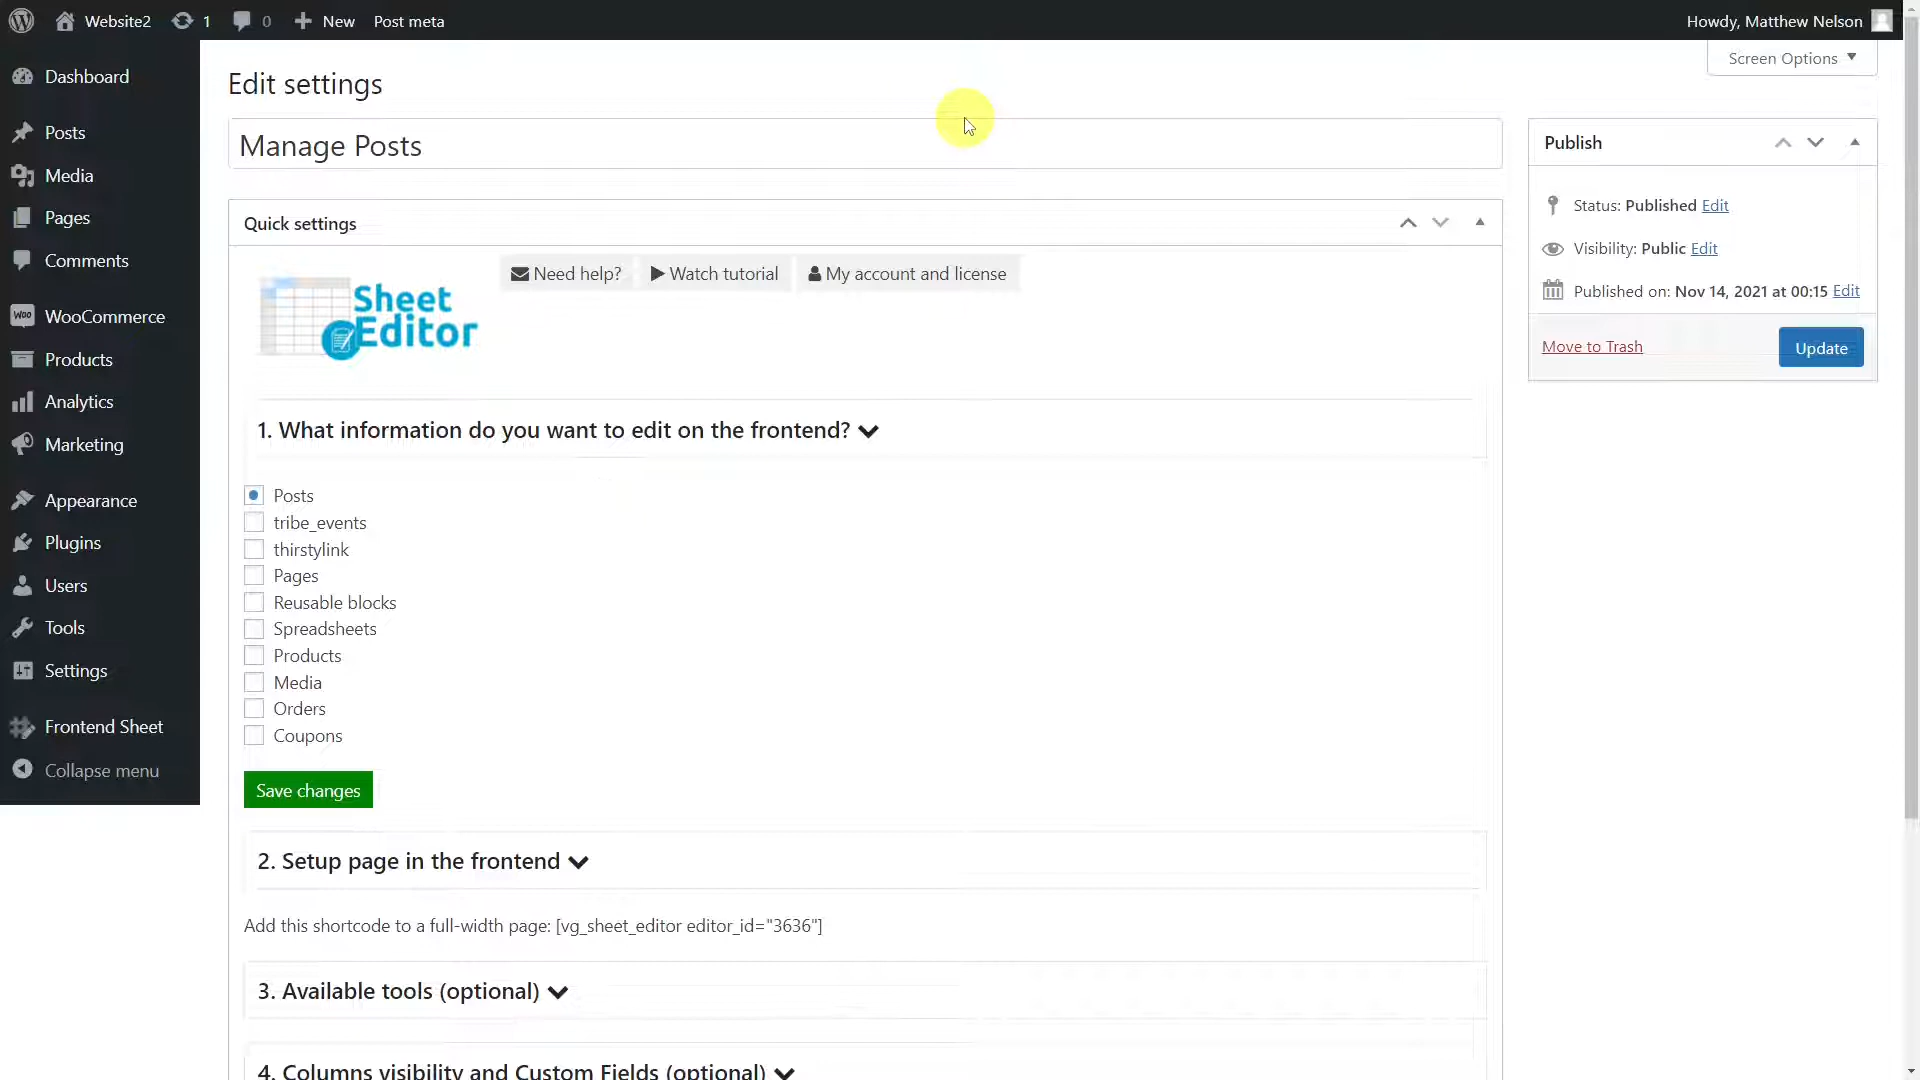 Website2 1 0 New Post meta Howdy, Matthew Nelson
Screen Options
Dashboard
Posts
Media
Pages
Comments
WOO WooCommerce
Products
Analytics
Marketing
Appearance
Plugins
Users
Tools
Settings
Frontend Sheet
Collapse menu
Edit settings
Manage Posts
Quick settings
Sheet
Editor
Need help? Watch tutorial My account and license
1. What information do you want to edit on the frontend?
Posts
tribe_events
thirstylink
Pages
Reusable blocks
Spreadsheets
Products
Media
Orders
Coupons
Save changes
2. Setup page in the frontend
Add this shortcode to a full-width page: [vg_sheet_editor editor_id="3636"]
3. Available tools (optional)
4. Columns visibility and Custom Fields (optional)
Publish
Status: Published Edit
Visibility: Public Edit
Published on: Nov 14, 2021 at 00:15 Edit
Move to Trash Update